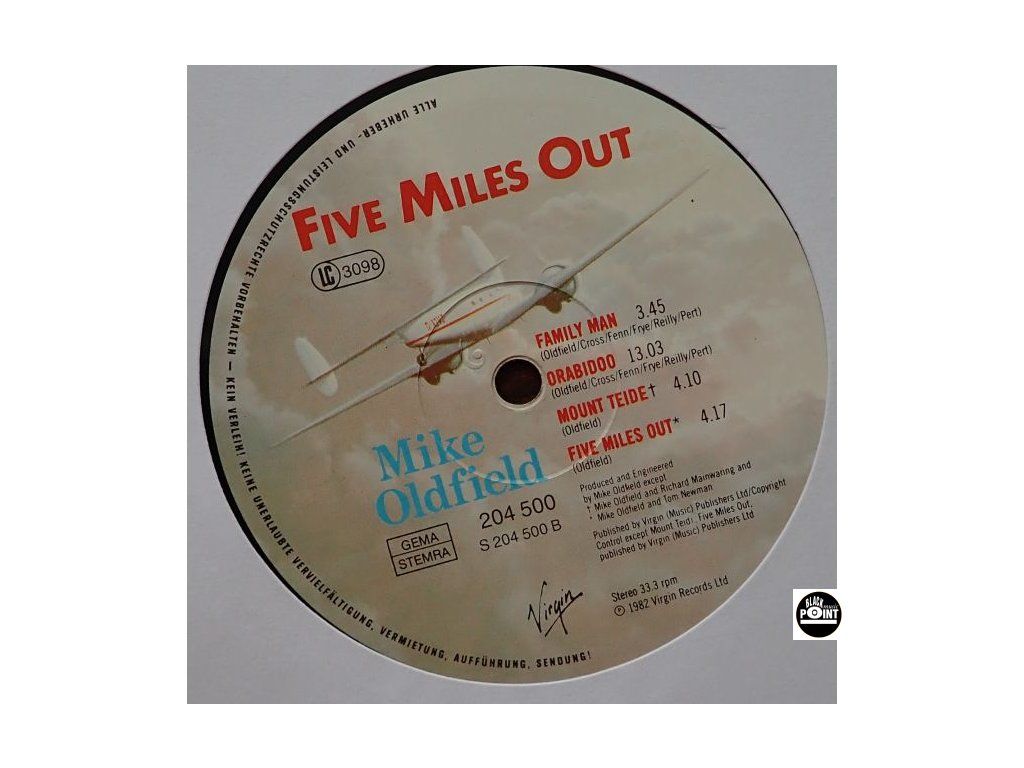 ALLE URHEBER- UND LEISTUNGSSCHUTZRECHTE VORBEHALTEN — KEIN VERLEIH! KEINE UNERLAUBTE VERVIELFÄLTIGUNG, VERMIETUNG, AUFFÜHRUNG, SENDUNG!
FIVE MILES OUT
LC 3098
FAMILY MAN 3.45
(Oldfield/Cross/Fenn/Frye/Reilly/Pert)
ORABIDOO 13.03
(Oldfield/Cross/Fenn/Frye/Reilly/Pert)
MOUNT TEIDE† 4.10
(Oldfield)
FIVE MILES OUT* 4.17
(Oldfield)
Mike
Oldfield
GEMA
STEMRA
204 500
S 204 500 B
Produced and Engineered
by Mike Oldfield except
† Mike Oldfield and Richard Mainwaring and
* Mike Oldfield and Tom Newman
Published by Virgin (Music) Publishers Ltd/Copyright
Control except Mount Teidi, Five Miles Out,
published by Virgin (Music) Publishers Ltd
Virgin
Stereo 33.3 rpm
℗ 1982 Virgin Records Ltd
BLACK
POINT
music